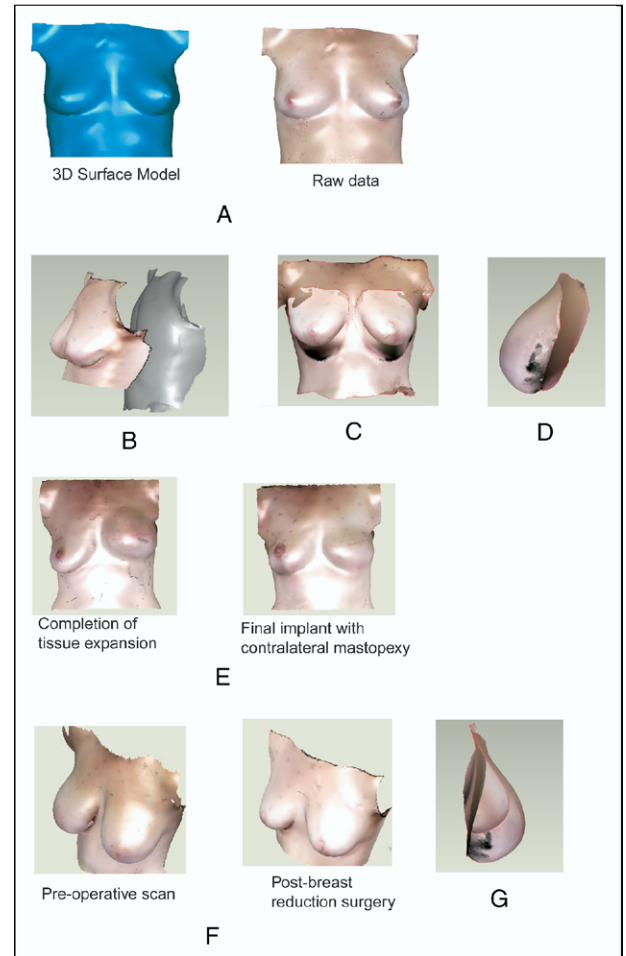 3D Surface Model
Raw data
A
B
C
D
Completion of
tissue expansion
Final implant with
contralateral mastopexy
E
Pre-operative scan
Post-breast
reduction surgery
F
G